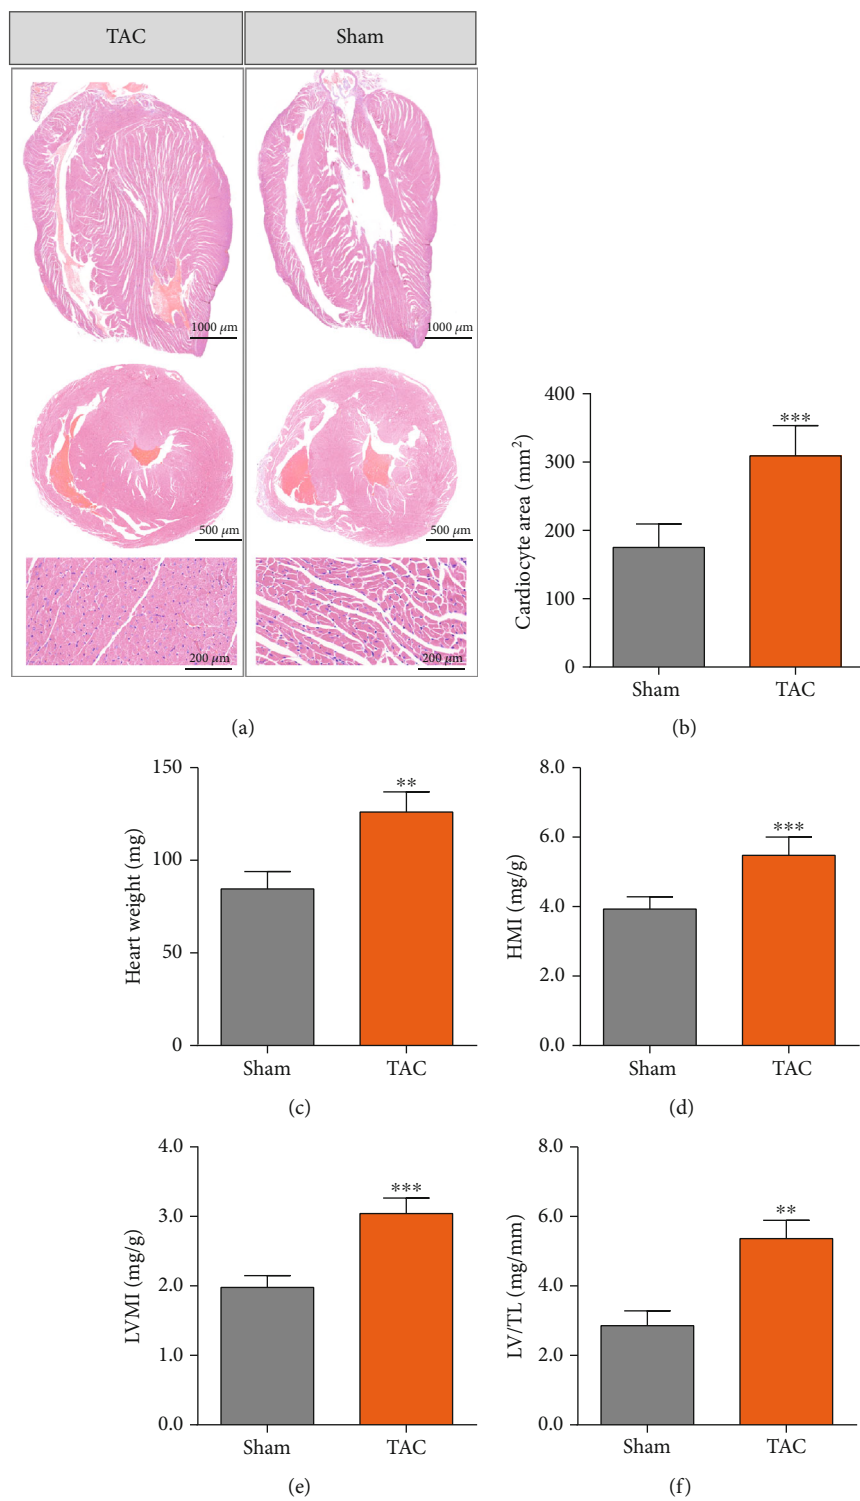 TAC Sham
1000 μm 1000 μm
500 μm 500 μm
200 μm 200 μm
(a)
Cardiocyte area (mm²)
400
300
200
100
0
***
Sham TAC
(b)
Heart weight (mg)
150
100
50
0
**
Sham TAC
(c)
HMI (mg/g)
8.0
6.0
4.0
2.0
0.0
***
Sham TAC
(d)
LVMI (mg/g)
4.0
3.0
2.0
1.0
0.0
***
Sham TAC
(e)
LV/TL (mg/mm)
8.0
6.0
4.0
2.0
0.0
**
Sham TAC
(f)